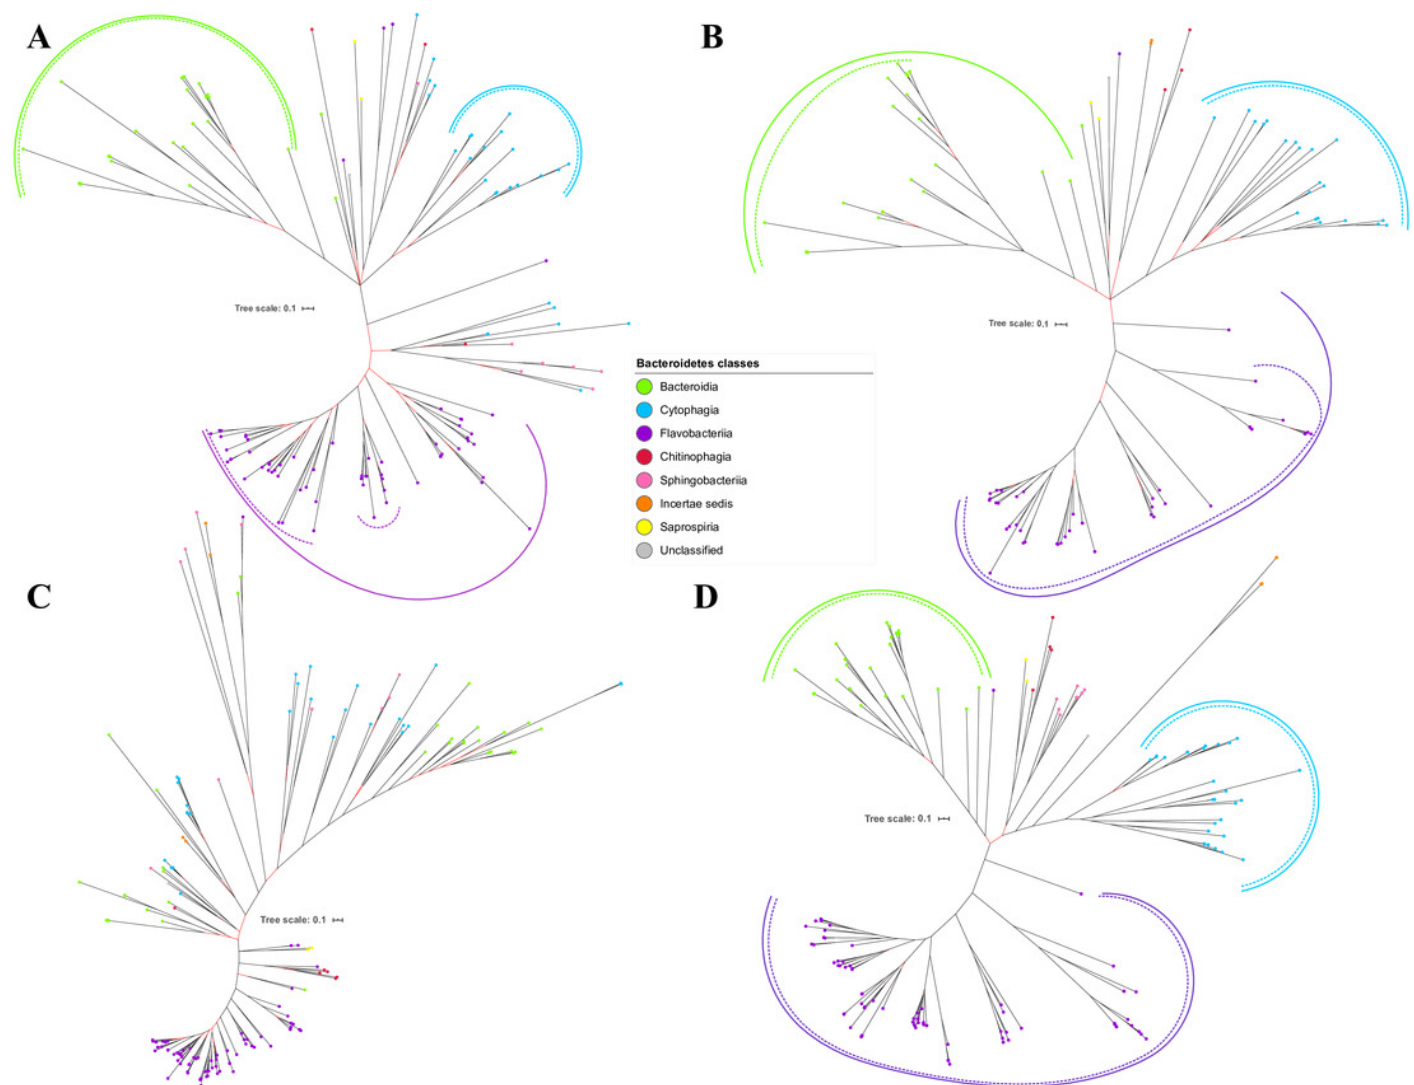 A
B
Tree scale: 0.1
Tree scale: 0.1
Bacteroidetes classes
Bacteroidia
Cytophagia
Flavobacteriia
Chitinophagia
Sphingobacteriia
Incertae sedis
Saprospiria
Unclassified
C
D
Tree scale: 0.1
Tree scale: 0.1